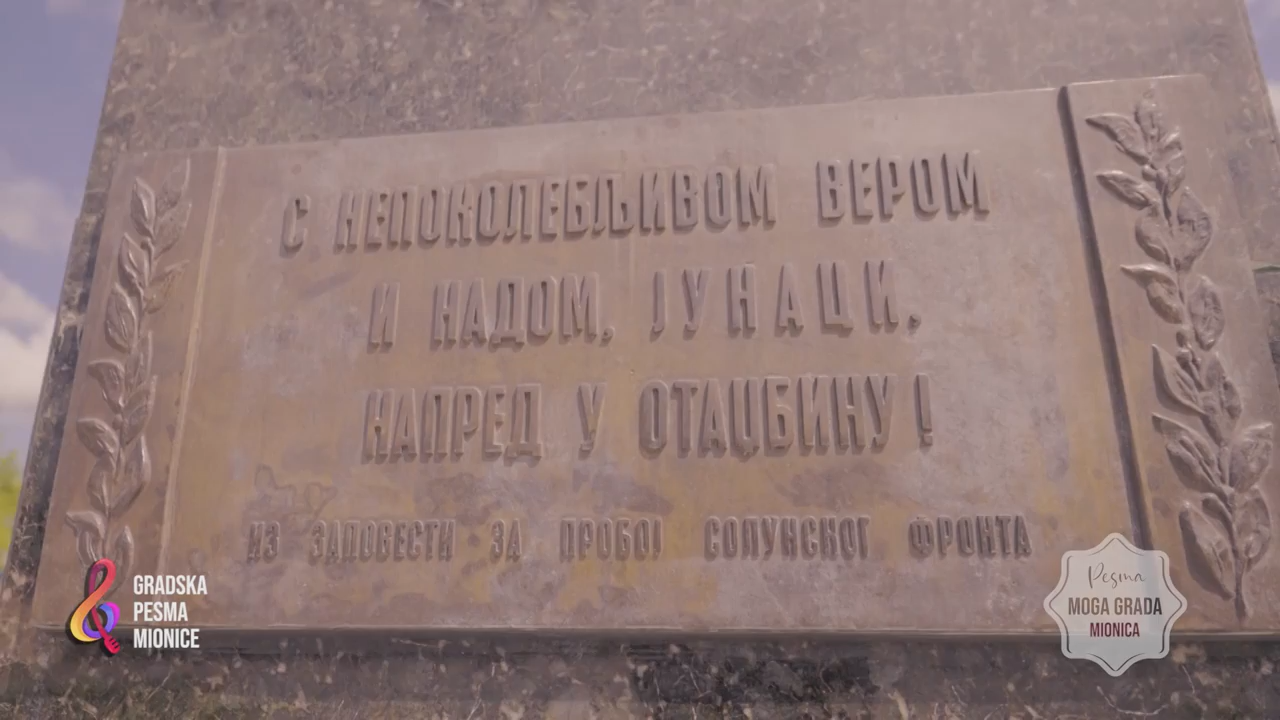 С НЕПОКОЛЕБЉИВОМ ВЕРОМ
И НАДОМ, ЈУНАЦИ,
НАПРЕД У ОТАЏБИНУ!
ИЗ ЗАПОВЕСТИ ЗА ПРОБОЈ СОЛУНСКОГ ФРОНТА
GRADSKA
PESMA
MIONICE
Pesma
MOGA GRADA
MIONICA